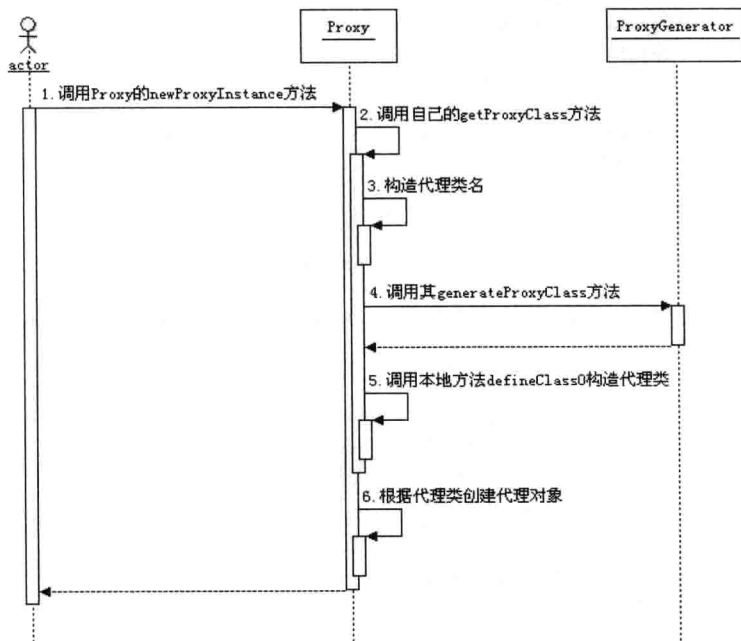 Proxy
ProxyGenerator
actor
1.调用Proxy的newProxyInstance方法
2.调用自己的getProxyClass方法
3.构造代理类名
4.调用其generateProxyClass方法
5.调用本地方法defineClass0构造代理类
6.根据代理类创建代理对象